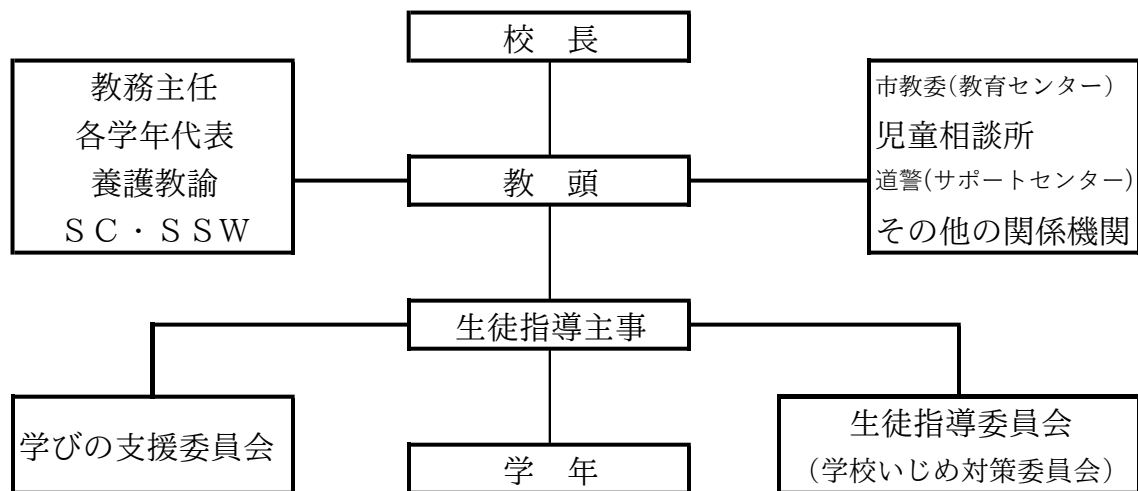 校　長
教務主任
各学年代表
養護教諭
ＳＣ・ＳＳＷ
教　頭
市教委(教育センター)
児童相談所
道警(サポートセンター)
その他の関係機関
生徒指導主事
学びの支援委員会
学　年
生徒指導委員会
（学校いじめ対策委員会）